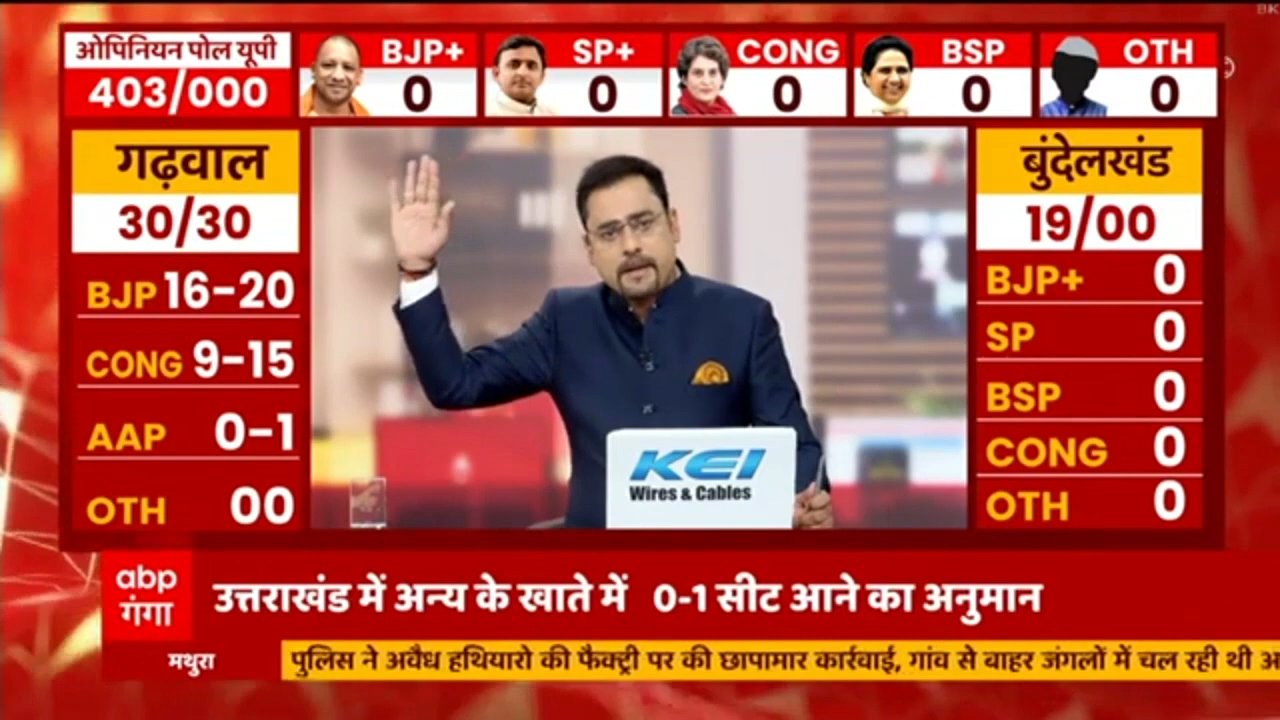 ओपिनियन पोल यूपी
403/000
BJP+
0
SP+
0
CONG
0
BSP
0
OTH
0
गढ़वाल
30/30
BJP 16-20
CONG 9-15
AAP 0-1
OTH 00
KEI
Wires & Cables
बुंदेलखंड
19/00
BJP+ 0
SP 0
BSP 0
CONG 0
OTH 0
abp
गंगा
उत्तराखंड में अन्य के खाते में 0-1 सीट आने का अनुमान
मथुरा
पुलिस ने अवैध हथियारो की फैक्ट्री पर की छापामार कार्रवाई, गांव से बाहर जंगलों में चल रही थी